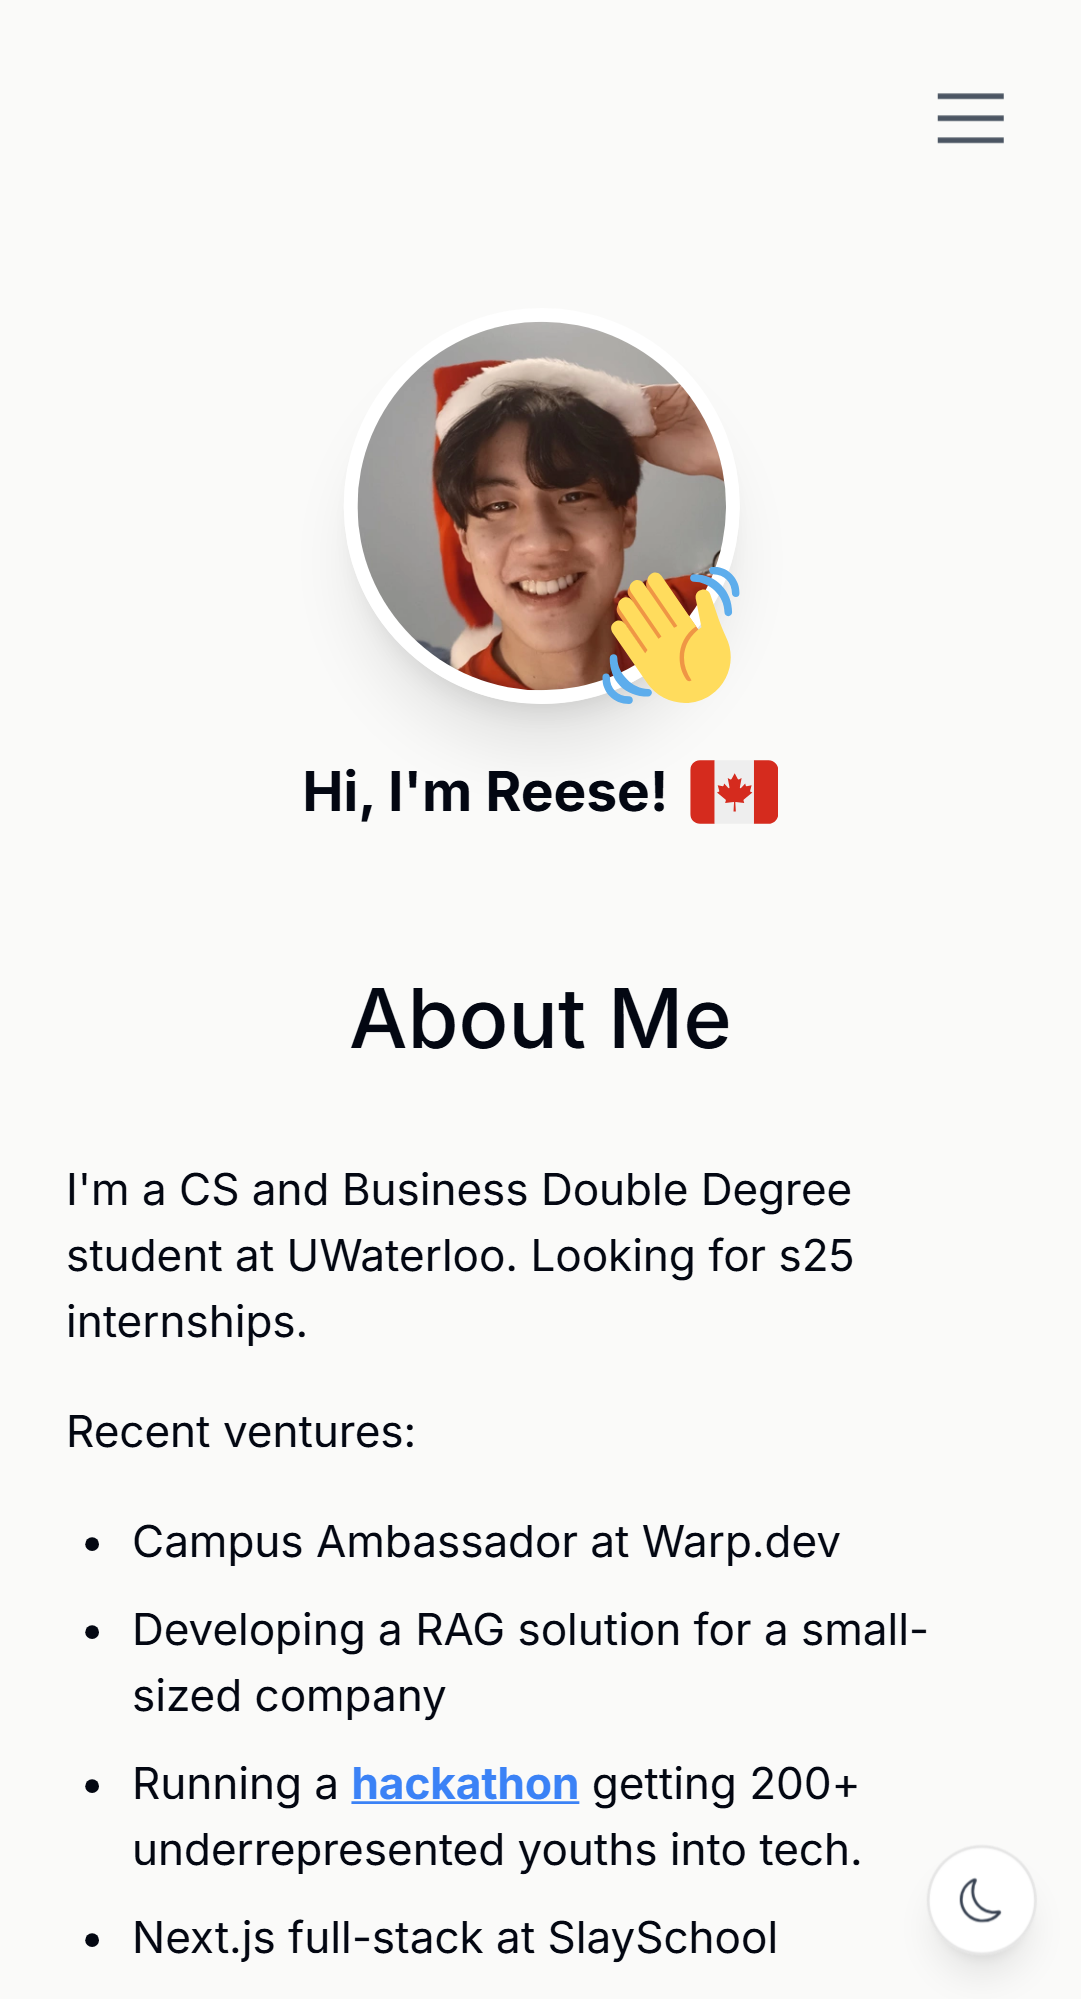 Hi, I'm Reese!
About Me
I'm a CS and Business Double Degree
student at UWaterloo. Looking for s25
internships.
Recent ventures:
• Campus Ambassador at Warp.dev
• Developing a RAG solution for a small-
sized company
• Running a hackathon getting 200+
underrepresented youths into tech.
• Next.js full-stack at SlaySchool